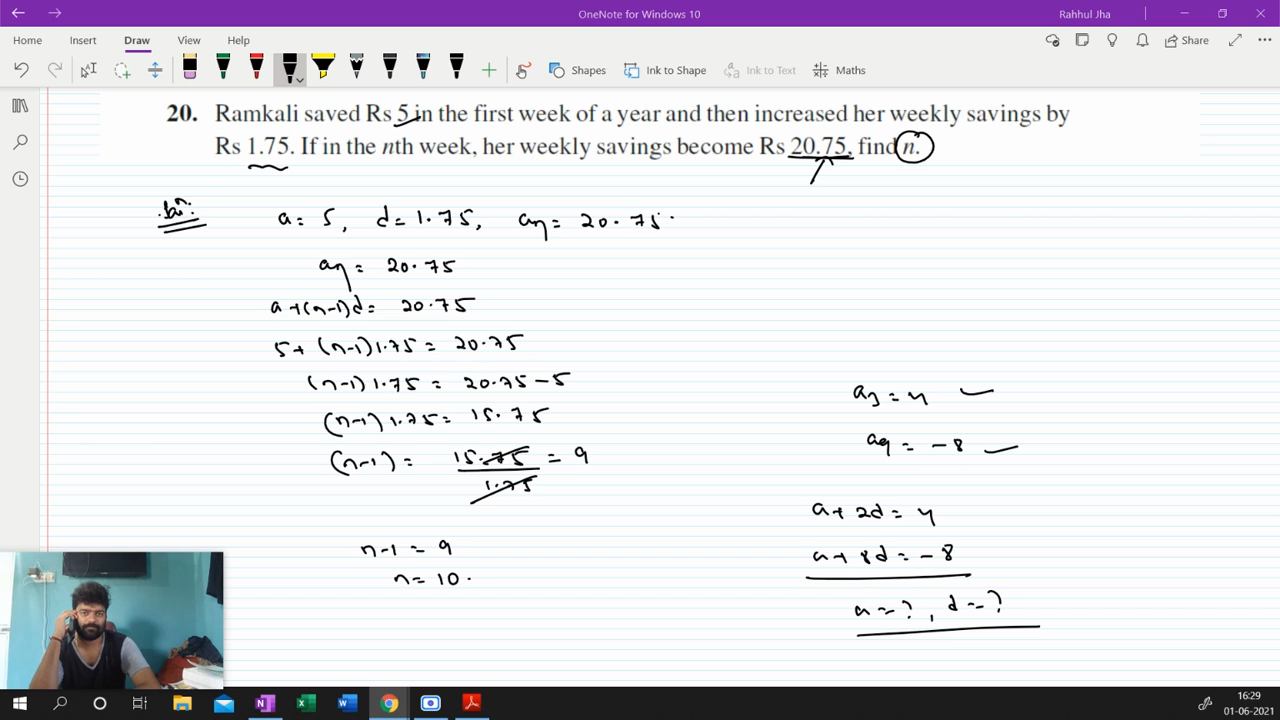 OneNote for Windows 10
Rahhul Jha
Home Insert Draw View Help
Share
Shapes Ink to Shape Ink to Text Maths
20. Ramkali saved Rs 5 in the first week of a year and then increased her weekly savings by
Rs 1.75. If in the nth week, her weekly savings become Rs 20.75, find n.
Soln:
a = 5, d = 1.75, an = 20.75.
an = 20.75
a+(n-1)d = 20.75
5+ (n-1)1.75 = 20.75
(n-1)1.75 = 20.75-5
(n-1)1.75 = 15.75
(n-1) = 15.75/1.75 = 9
n-1 = 9
n = 10.
a3 = 4
a9 = -8
a+2d = 4
a+8d = -8
a = ?, d = ?
16:29
01-06-2021